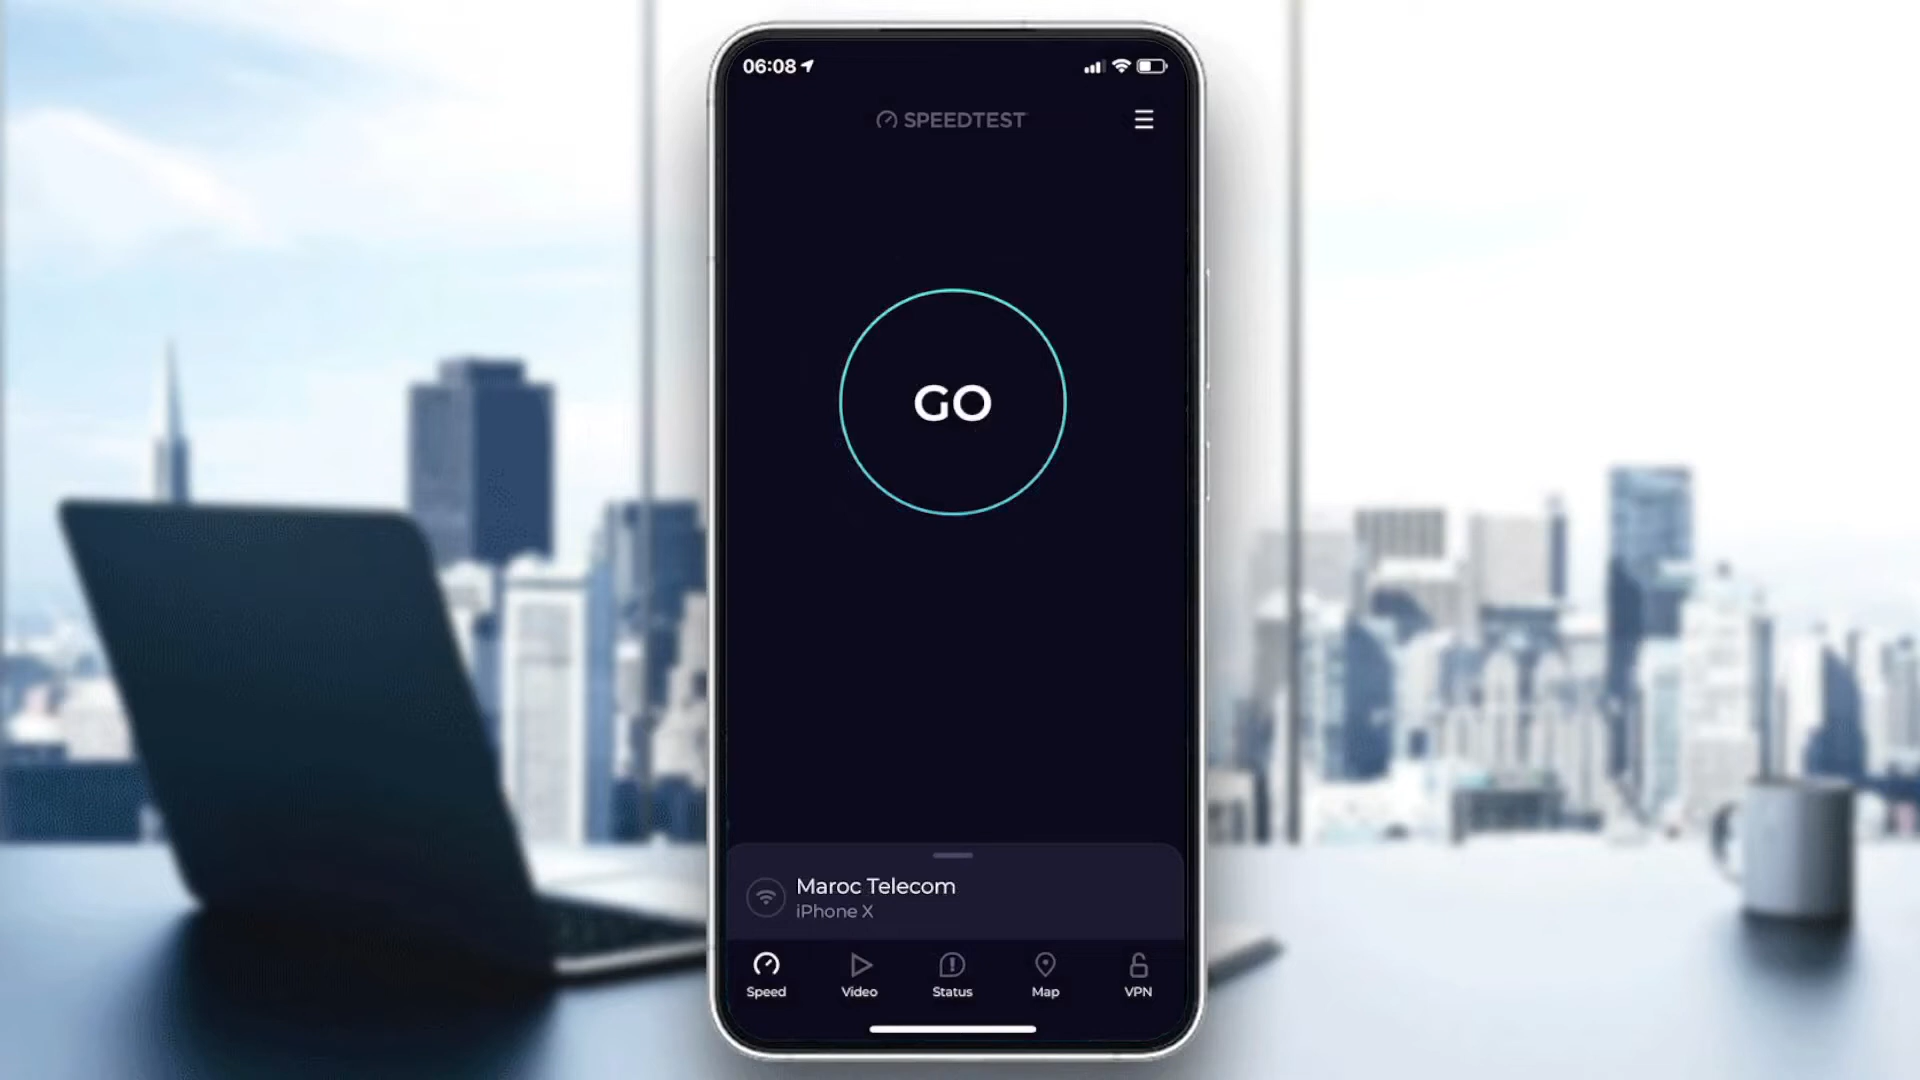 06:08
SPEEDTEST
GO
Maroc Telecom
iPhone X
Speed Video Status Map VPN